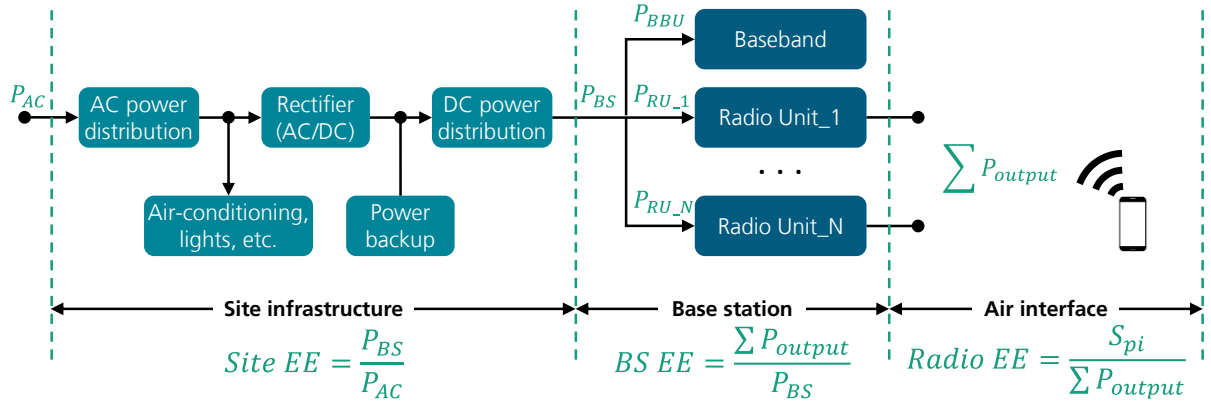 P_BBU
Baseband
P_AC
AC power
distribution
Rectifier
(AC/DC)
DC power
distribution
P_BS
P_RU_1
Radio Unit_1
. . .
∑ P_output
Air-conditioning,
lights, etc.
Power
backup
P_RU_N
Radio Unit_N
Site infrastructure
Base station
Air interface
Site EE = P_BS / P_AC
BS EE = ∑ P_output / P_BS
Radio EE = S_pi / ∑ P_output